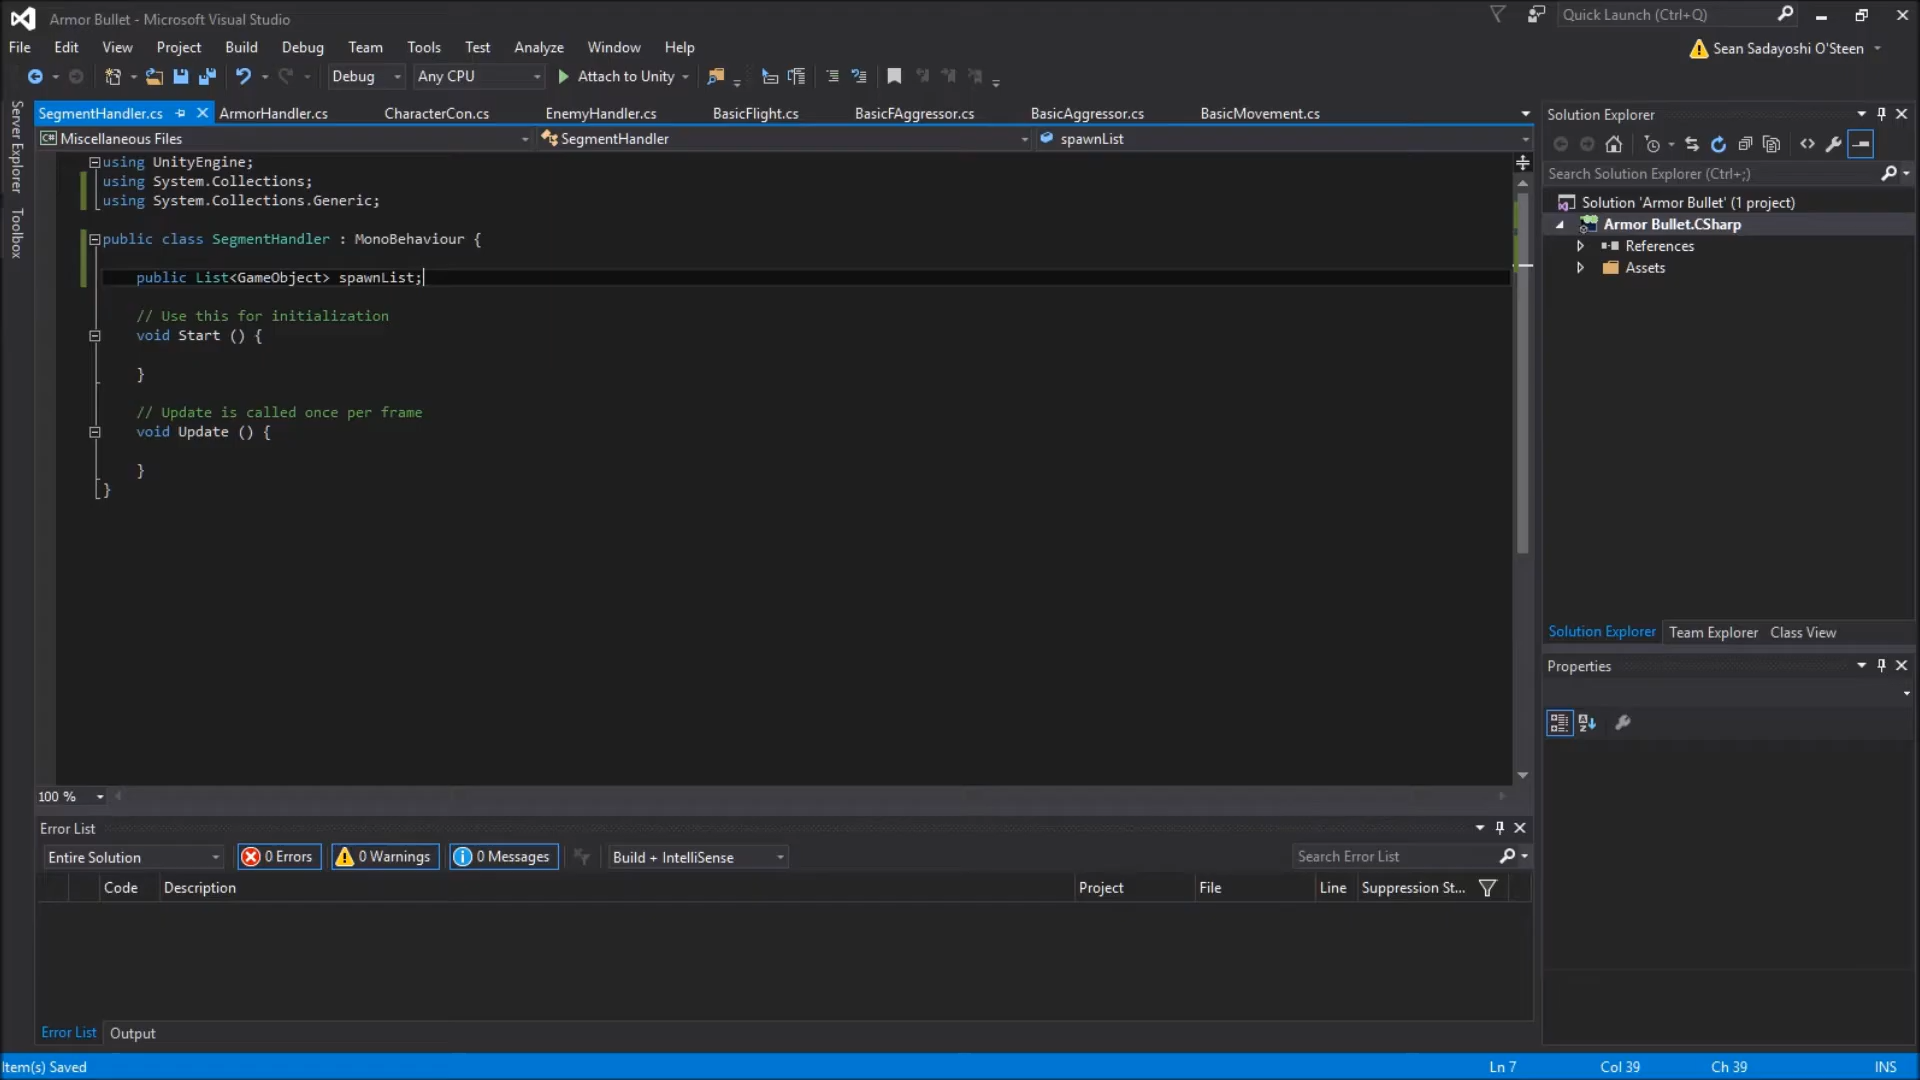 Armor Bullet - Microsoft Visual Studio
Quick Launch (Ctrl+Q)
File Edit View Project Build Debug Team Tools Test Analyze Window Help
Sean Sadayoshi O'Steen
Debug Any CPU Attach to Unity
Server Explorer
Toolbox
SegmentHandler.cs ArmorHandler.cs CharacterCon.cs EnemyHandler.cs BasicFlight.cs BasicFAggressor.cs BasicAggressor.cs BasicMovement.cs
C# Miscellaneous Files SegmentHandler spawnList
using UnityEngine;
using System.Collections;
using System.Collections.Generic;
public class SegmentHandler : MonoBehaviour {
public List<GameObject> spawnList;
// Use this for initialization
void Start () {
}
// Update is called once per frame
void Update () {
}
}
100 %
Solution Explorer
Search Solution Explorer (Ctrl+;)
Solution 'Armor Bullet' (1 project)
Armor Bullet.CSharp
References
Assets
Solution Explorer Team Explorer Class View
Properties
Error List
Entire Solution 0 Errors 0 Warnings 0 Messages Build + IntelliSense Search Error List
Code Description Project File Line Suppression St...
Error List Output
Item(s) Saved Ln 7 Col 39 Ch 39 INS